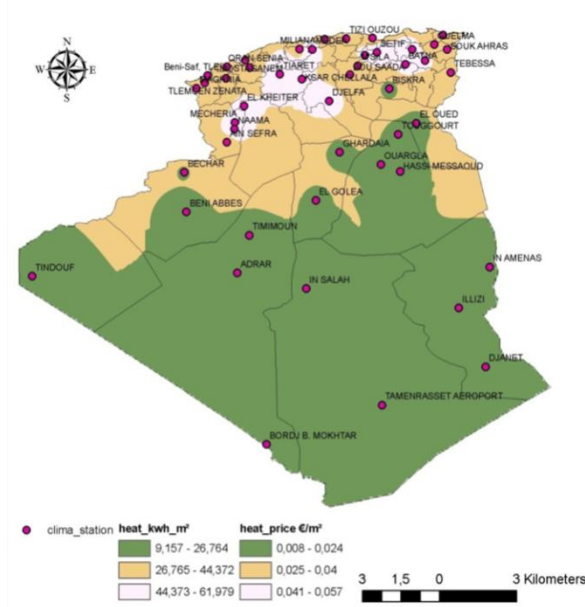 N
W E
S
TIZI OUZOU
GUELMA
MILIANA
SETIF
SOUK AHRAS
ORAN SENIA
BATNA
Beni-Saf, TLE
TIARET
BOU SAADA
TEBESSA
KSAR CHELLALA
BISKRA
TLEMCEN ZENATA
DJELFA
EL KHEITER
MECHERIA
NAAMA
EL OUED
AIN SEFRA
TOUGGOURT
GHARDAIA
OUARGLA
BECHAR
HASSI-MESSAOUD
EL GOLEA
BENI ABBES
TIMIMOUN
IN AMENAS
TINDOUF
ADRAR
IN SALAH
ILLIZI
DJANET
TAMENRASSET AEROPORT
BORDJ B. MOKHTAR
clima_station heat_kwh_m² heat_price €/m²
9,157 - 26,764 0,008 - 0,024
26,765 - 44,372 0,025 - 0,04
44,373 - 61,979 0,041 - 0,057
3 1,5 0 3 Kilometers